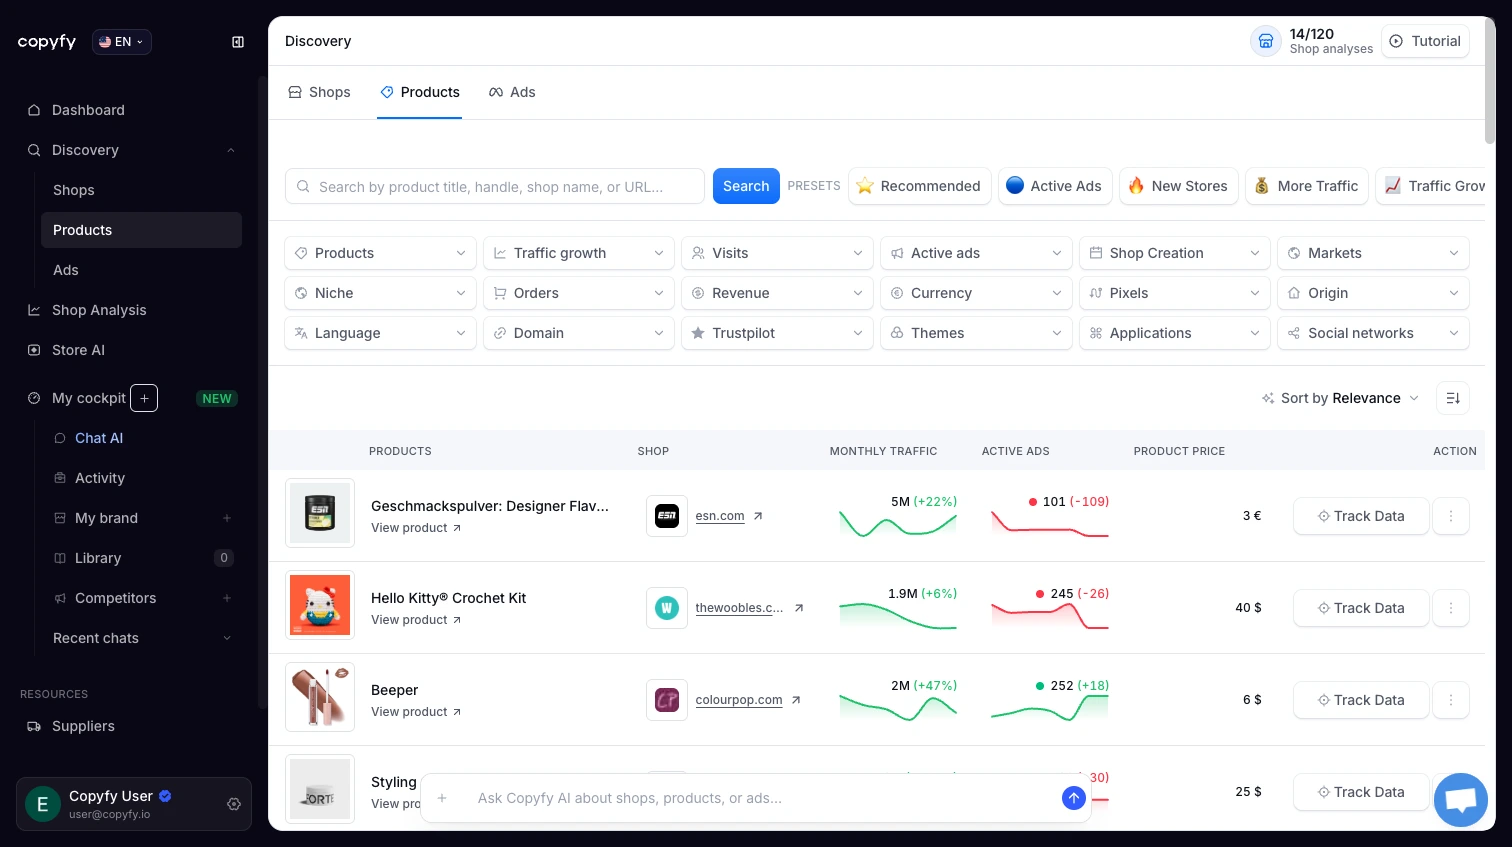 copyfy
EN
Discovery
14/120
Shop analyses
Tutorial
Dashboard
Discovery
Shops
Products
Ads
Shop Analysis
Store AI
My cockpit
NEW
Chat AI
Activity
My brand
Library
0
Competitors
Recent chats
RESOURCES
Suppliers
E
Copyfy User
user@copyfy.io
Shops
Products
Ads
Search by product title, handle, shop name, or URL...
Search
PRESETS
Recommended
Active Ads
New Stores
More Traffic
Traffic Grow
Products
Traffic growth
Visits
Active ads
Shop Creation
Markets
Niche
Orders
Revenue
Currency
Pixels
Origin
Language
Domain
Trustpilot
Themes
Applications
Social networks
Sort by Relevance
PRODUCTS
SHOP
MONTHLY TRAFFIC
ACTIVE ADS
PRODUCT PRICE
ACTION
ESN
Geschmackspulver: Designer Flav...
View product
ESN
esn.com
5M (+22%)
101 (-109)
3 €
Track Data
Hello Kitty® Crochet Kit
View product
W
thewoobles.c...
1.9M (+6%)
245 (-26)
40 $
Track Data
Beeper
View product
CP
colourpop.com
2M (+47%)
252 (+18)
6 $
Track Data
FORTE
Styling
View pro
30)
25 $
Track Data
Ask Copyfy AI about shops, products, or ads...